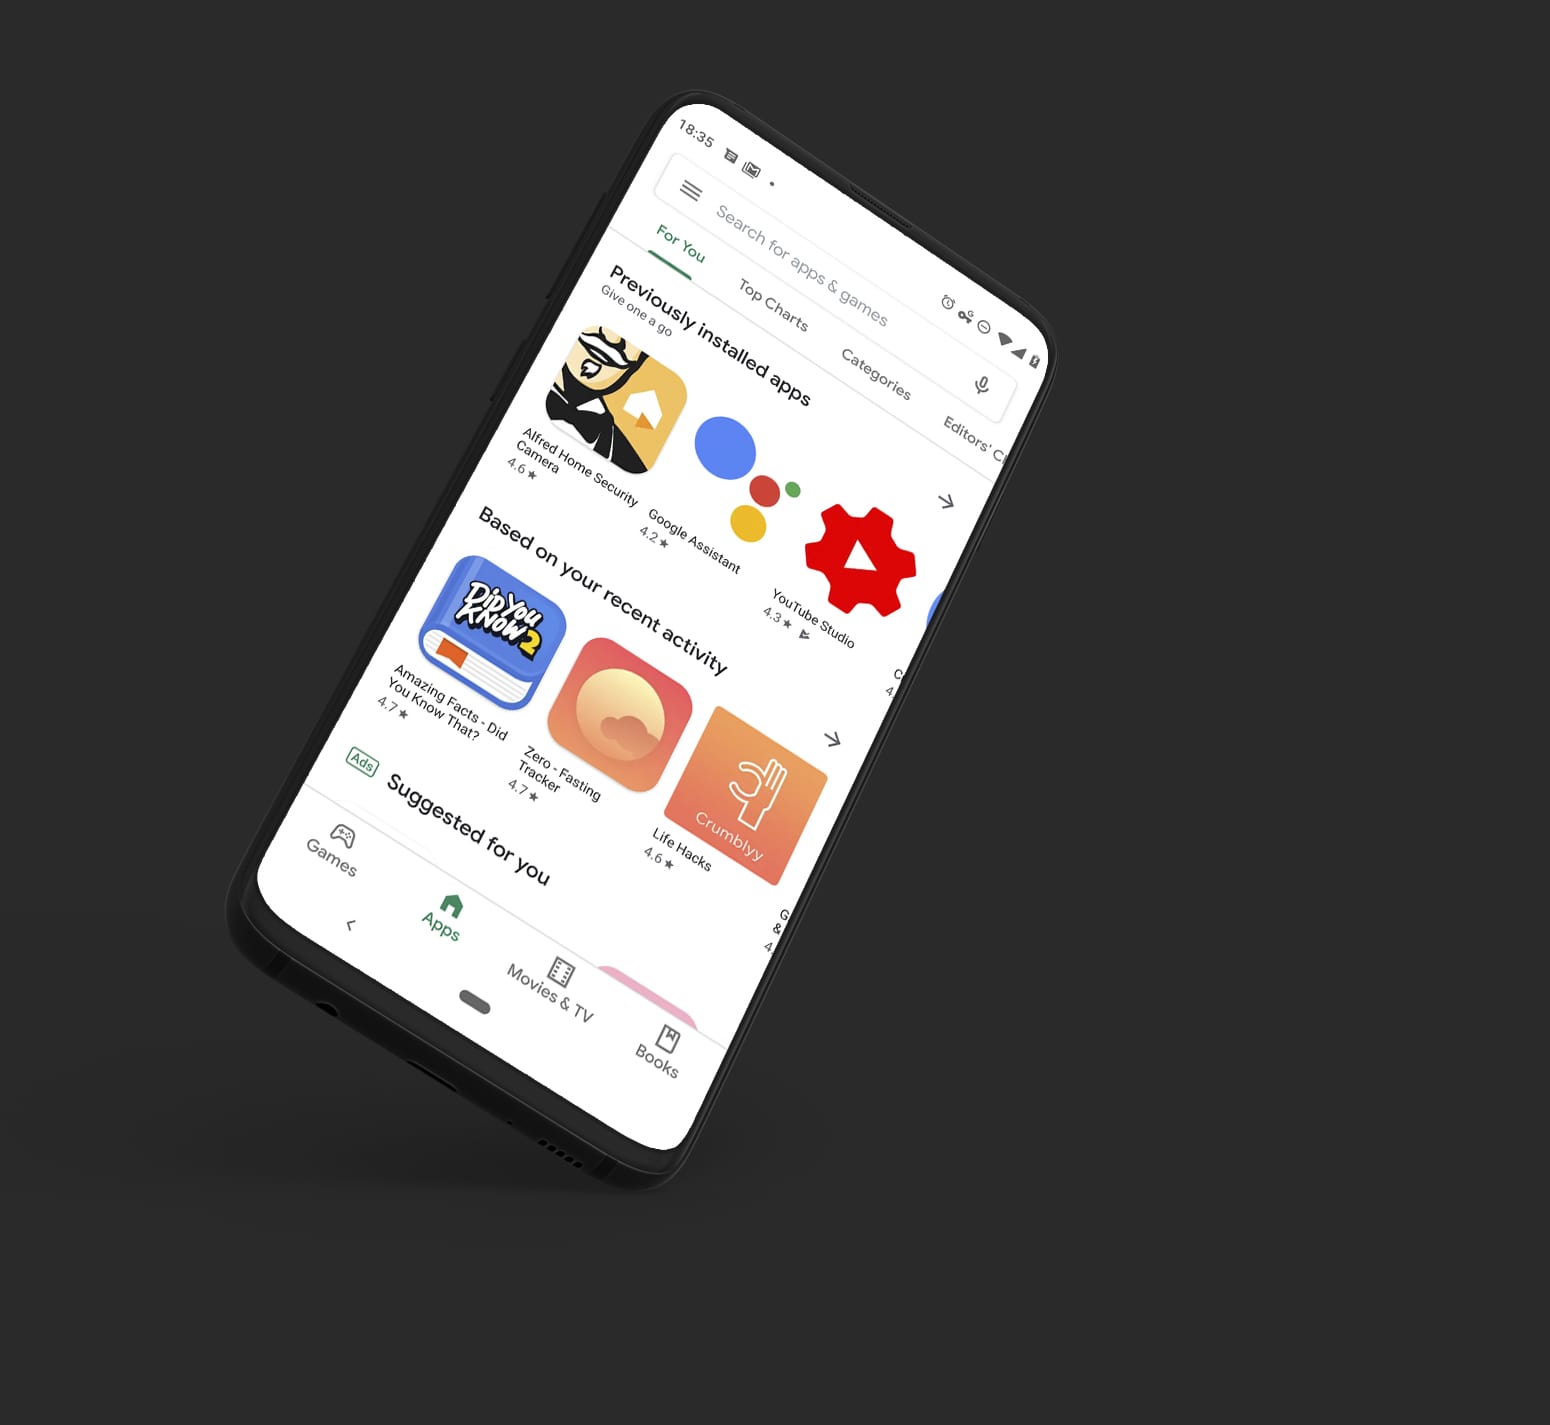 18:35
Search for apps & games
For You
Top Charts
Categories
Editors' C
Previously installed apps
Give one a go
Alfred Home Security
Camera
4.6★
Google Assistant
4.2★
YouTube Studio
4.3★
C
4.
Based on your recent activity
DID YOU
KNOW 2
Amazing Facts - Did
You Know That?
4.7★
Zero - Fasting
Tracker
4.7★
Crumblyy
Life Hacks
4.6★
G
&
4.
Ads
Suggested for you
Games
Apps
Movies & TV
Books